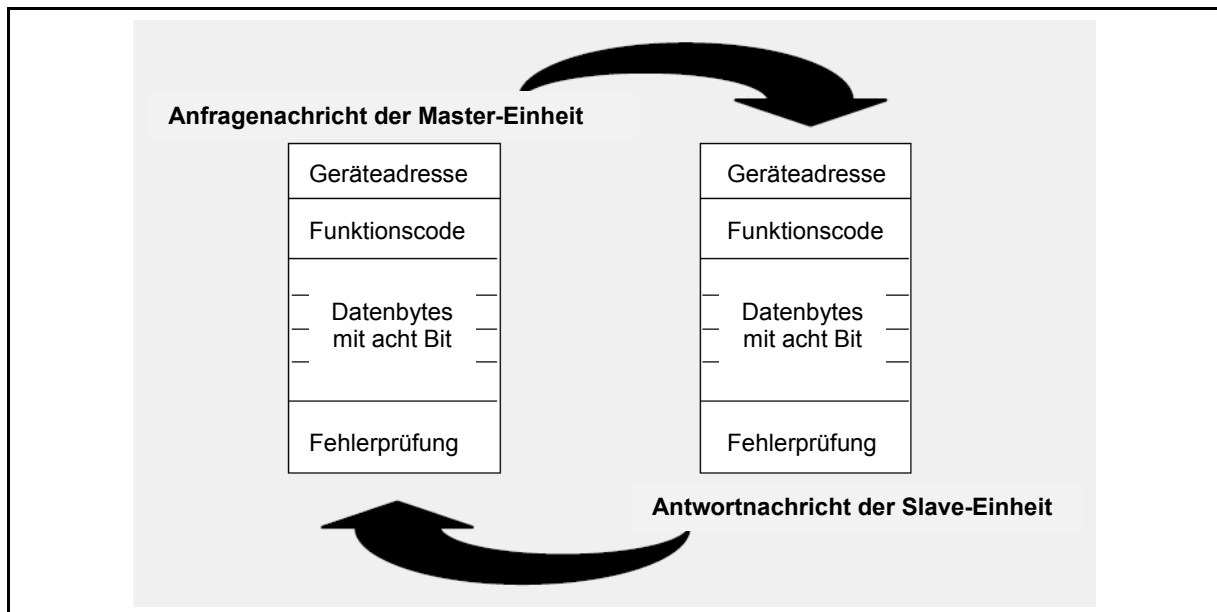 Anfragenachricht der Master-Einheit
Geräteadresse
Funktionscode
Datenbytes
mit acht Bit
Fehlerprüfung
Geräteadresse
Funktionscode
Datenbytes
mit acht Bit
Fehlerprüfung
Antwortnachricht der Slave-Einheit